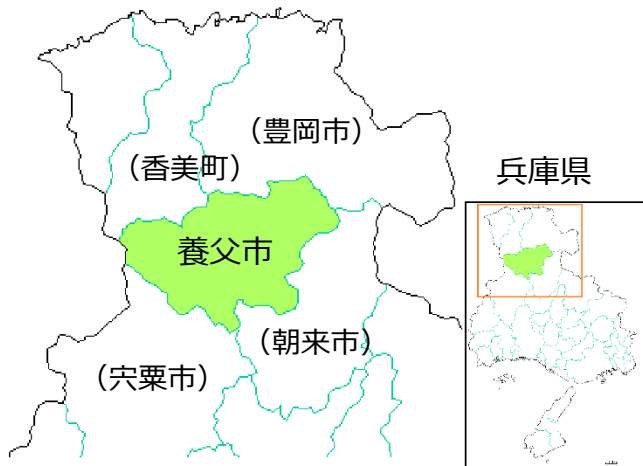 （豊岡市）
（香美町）
兵庫県
養父市
（朝来市）
（宍粟市）